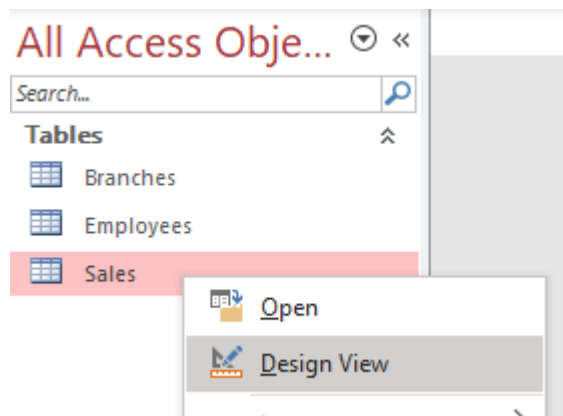 All Access Obje... «
Search...
Tables
Branches
Employees
Sales
Open
Design View